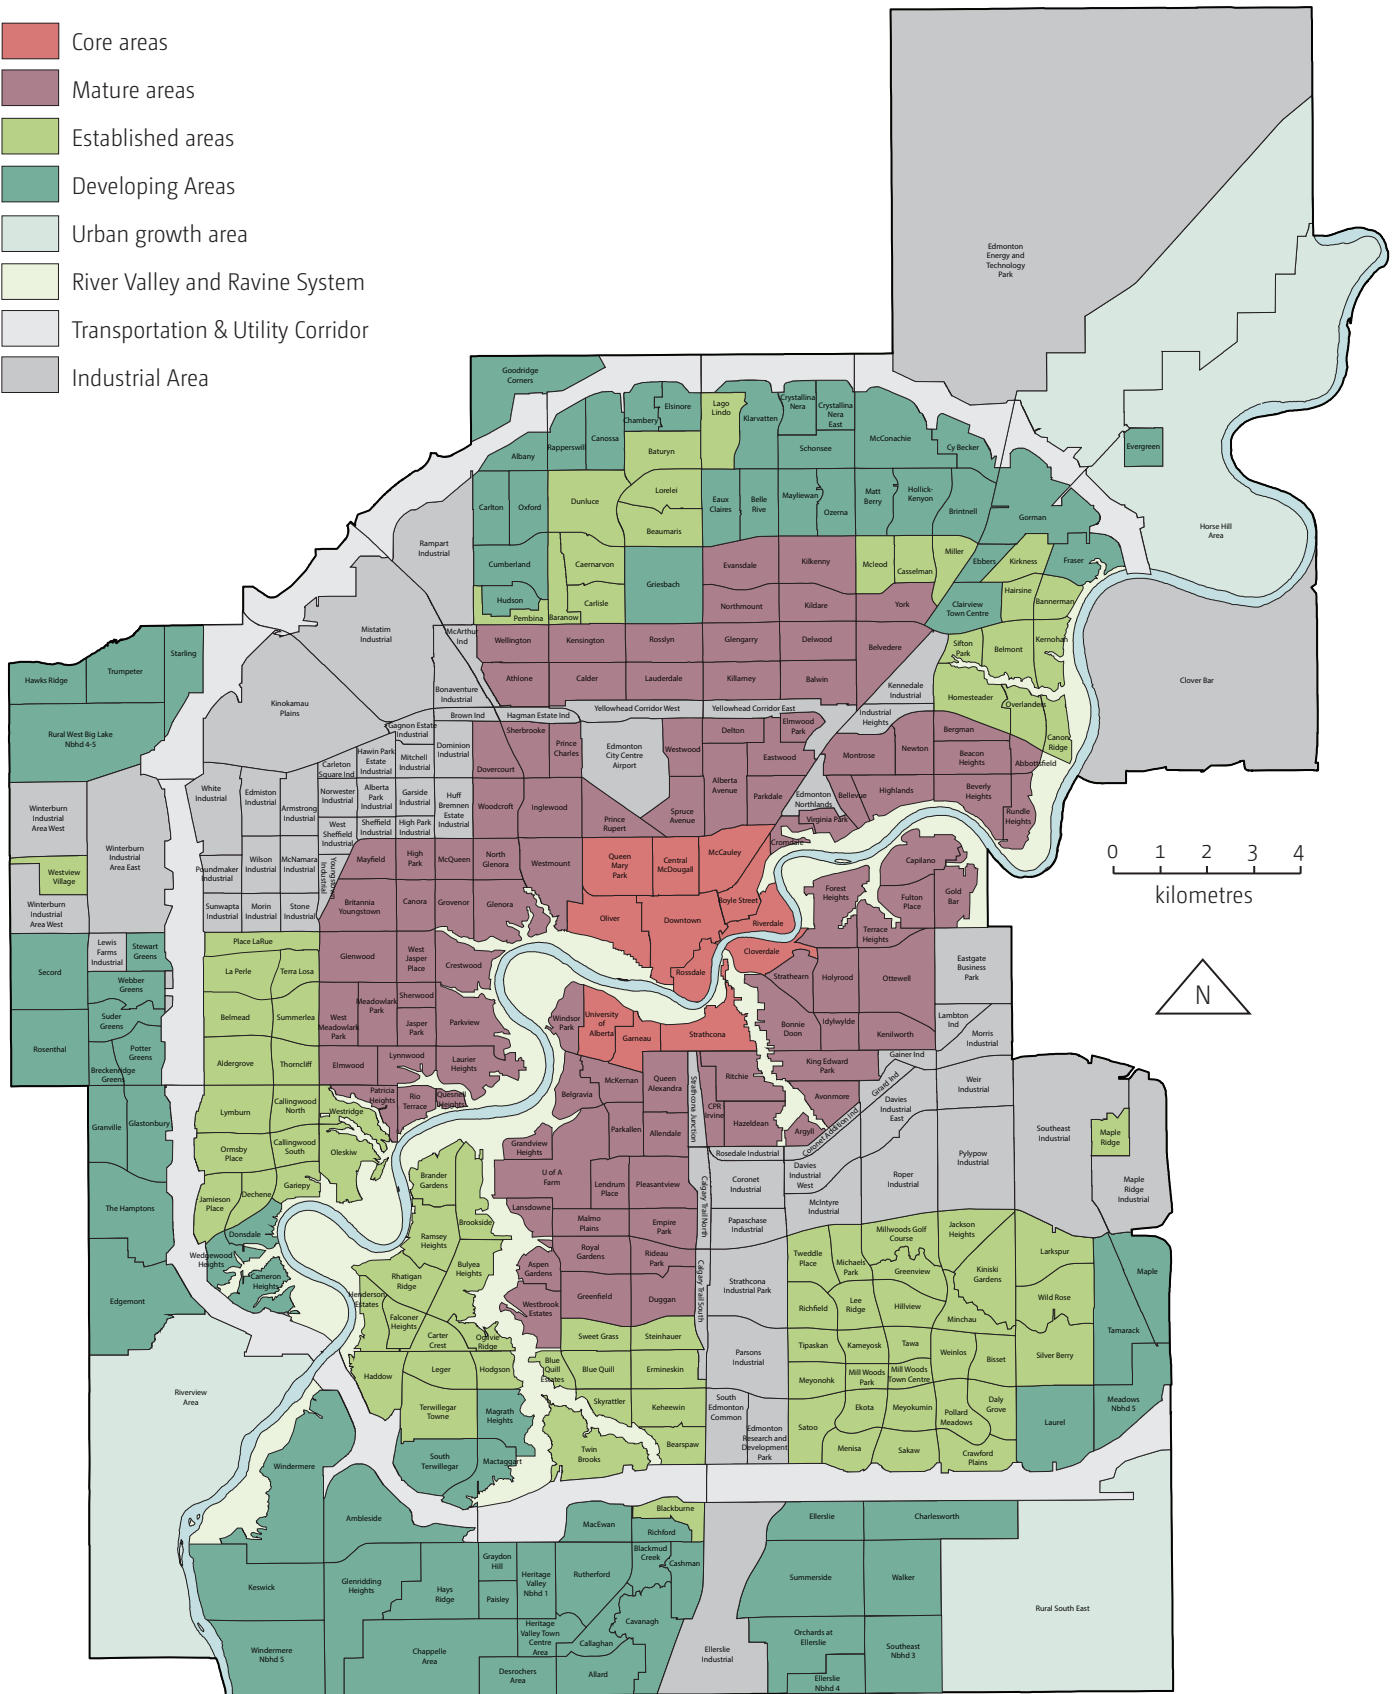 Core areas
Mature areas
Established areas
Developing Areas
Urban growth area
River Valley and Ravine System
Transportation & Utility Corridor
Industrial Area
Edmonton
Energy and
Technology
Park
Goodridge
Corners
Chambery
Elsinore
Lago
Lindo
Klarvatten
Crystallina
Nera
Crystallina
Nera
East
McConachie
Cy Becker
Evergreen
Albany
Rapperswill
Canossa
Baturyn
Schonsee
Carlton
Oxford
Dunluce
Lorelei
Beaumaris
Eaux
Claires
Belle
Rive
Mayliewan
Ozerna
Matt
Berry
Hollick-
Kenyon
Brintnell
Gorman
Horse Hill
Area
Rampart
Industrial
Cumberland
Hudson
Pembina
Caernarvon
Carlisle
Baranow
Griesbach
Evansdale
Kilkenny
Northmount
Kildare
Mcleod
Casselman
Miller
York
Ebbers
Kirkness
Fraser
Hairsine
Bannerman
Clairview
Town Centre
Mistatim
Industrial
McArthur
Ind
Wellington
Kensington
Rosslyn
Glengarry
Delwood
Belvedere
Sifton
Park
Belmont
Kernohan
Athlone
Calder
Lauderdale
Killarney
Balwin
Kennedale
Industrial
Homesteader
Overlanders
Canon
Ridge
Clover Bar
Hawks Ridge
Trumpeter
Starling
Rural West Big Lake
Nbhd 4-5
Kinokamau
Plains
Bonaventure
Industrial
Brown Ind
Hagman Estate Ind
Yellowhead Corridor West
Yellowhead Corridor East
Industrial
Heights
Gagnon Estate
Industrial
Dominion
Industrial
Sherbrooke
Dovercourt
Prince
Charles
Edmonton
City Centre
Airport
Westwood
Delton
Elmwood
Park
Eastwood
Montrose
Newton
Bergman
Beacon
Heights
Abbottsfield
Carleton
Square Ind
Hawin Park
Estate
Industrial
Mitchell
Industrial
Alberta
Avenue
Parkdale
Edmonton
Northlands
Bellevue
Highlands
Beverly
Heights
Rundle
Heights
Virginia Park
White
Industrial
Edmiston
Industrial
Armstrong
Industrial
Norwester
Industrial
Alberta
Park
Industrial
Garside
Industrial
Huff
Bremnen
Estate
Industrial
Woodcroft
Inglewood
Prince
Rupert
Spruce
Avenue
West
Sheffield
Industrial
Sheffield
Industrial
High Park
Industrial
Winterburn
Industrial
Area West
Winterburn
Industrial
Area East
Westview
Village
Winterburn
Industrial
Area West
Poundmaker
Industrial
Wilson
Industrial
McNamara
Industrial
Youngstown
Industrial
Mayfield
High
Park
McQueen
North
Glenora
Westmount
Queen
Mary
Park
Central
McDougall
McCauley
Cromdale
Capilano
Sunwapta
Industrial
Morin
Industrial
Stone
Industrial
Britannia
Youngstown
Canora
Grovenor
Glenora
Oliver
Downtown
Boyle Street
Riverdale
Forest
Heights
Fulton
Place
Gold
Bar
0 1 2 3 4
kilometres
N
Secord
Lewis
Farms
Industrial
Stewart
Greens
Webber
Greens
Suder
Greens
Potter
Greens
Rosenthal
Breckenridge
Greens
Place LaRue
La Perle
Terra Losa
Belmead
Summerlea
Aldergrove
Thorncliff
Glenwood
West
Jasper
Place
Crestwood
Rossdale
Cloverdale
Terrace
Heights
Strathearn
Holyrood
Ottewell
Eastgate
Business
Park
Meadowlark
Park
Sherwood
West
Meadowlark
Park
Jasper
Park
Parkview
Windsor
Park
University
of
Alberta
Garneau
Strathcona
Bonnie
Doon
Idylwylde
Kenilworth
Lambton
Ind
Morris
Industrial
Elmwood
Lynnwood
Laurier
Heights
Patricia
Heights
Rio
Terrace
Quesnell
Heights
Belgravia
McKernan
Queen
Alexandra
Strathcona Junction
Ritchie
King Edward
Park
Gainer Ind
Girard Ind
Weir
Industrial
Granville
Glastonbury
Lymburn
Callingwood
North
Westridge
CPR
Irvine
Hazeldean
Avonmore
Argyll
Coronet Addition Ind
Davies
Industrial
East
Southeast
Industrial
Maple
Ridge
Ormsby
Place
Callingwood
South
Oleskiw
Grandview
Heights
Parkallen
Allendale
Rosedale Industrial
Davies
Industrial
West
Roper
Industrial
Pylypow
Industrial
Maple
Ridge
Industrial
The Hamptons
Jamieson
Place
Dechene
Gariepy
Brander
Gardens
Brookside
U of A
Farm
Lendrum
Place
Pleasantview
Coronet
Industrial
McIntyre
Industrial
Calgary Trail North
Donsdale
Wedgewood
Heights
Cameron
Heights
Ramsey
Heights
Lansdowne
Malmo
Plains
Empire
Park
Papaschase
Industrial
Edgemont
Rhatigan
Ridge
Bulyea
Heights
Henderson
Estates
Falconer
Heights
Carter
Crest
Ogilvie
Ridge
Aspen
Gardens
Royal
Gardens
Rideau
Park
Westbrook
Estates
Greenfield
Duggan
Calgary Trail South
Strathcona
Industrial Park
Tweddle
Place
Michaels
Park
Millwoods Golf
Course
Greenview
Jackson
Heights
Kiniski
Gardens
Larkspur
Maple
Richfield
Lee
Ridge
Hillview
Minchau
Wild Rose
Tamarack
Sweet Grass
Steinhauer
Parsons
Industrial
Tipaskan
Kameyosk
Tawa
Weinlos
Bisset
Silver Berry
Riverview
Area
Haddow
Leger
Hodgson
Blue
Quill
Estates
Blue Quill
Ermineskin
Meyonohk
Mill Woods
Park
Mill Woods
Town Centre
Terwillegar
Towne
Magrath
Heights
Skyrattler
Keheewin
South
Edmonton
Common
Ekota
Meyokumin
Pollard
Meadows
Daly
Grove
Laurel
Meadows
Nbhd 5
Satoo
Edmonton
Research and
Development
Park
Menisa
Sakaw
Crawford
Plains
Windermere
South
Terwillegar
Mactaggart
Twin
Brooks
Bearspaw
Ambleside
MacEwan
Blackburne
Richford
Ellerslie
Charlesworth
Keswick
Glenridding
Heights
Hays
Ridge
Graydon
Hill
Paisley
Heritage
Valley
Nbhd 1
Rutherford
Blackmud
Creek
Cashman
Summerside
Walker
Rural South East
Windermere
Nbhd 5
Chappelle
Area
Heritage
Valley Town
Centre
Area
Callaghan
Cavanagh
Desrochers
Area
Allard
Ellerslie
Industrial
Orchards at
Ellerslie
Ellerslie
Nbhd 4
Southeast
Nbhd 3